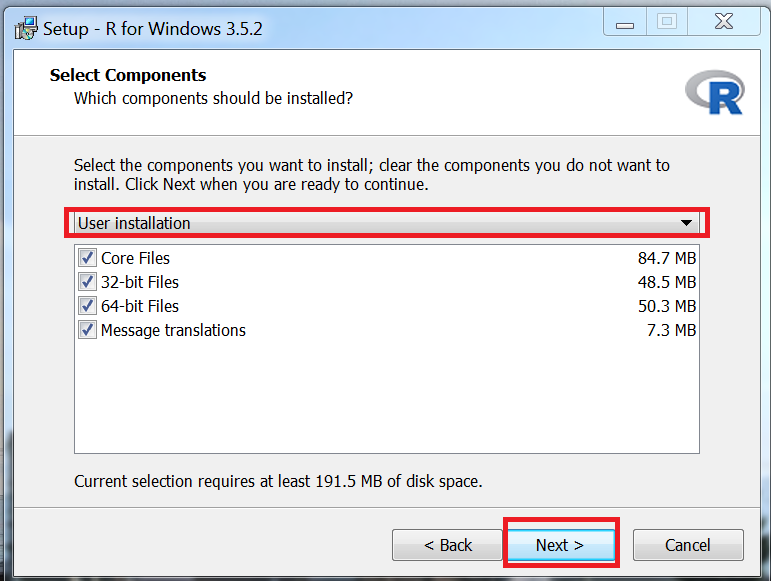 Setup - R for Windows 3.5.2
Select Components
Which components should be installed?
R
Select the components you want to install; clear the components you do not want to
install. Click Next when you are ready to continue.
User installation
Core Files 84.7 MB
32-bit Files 48.5 MB
64-bit Files 50.3 MB
Message translations 7.3 MB
Current selection requires at least 191.5 MB of disk space.
< Back Next > Cancel